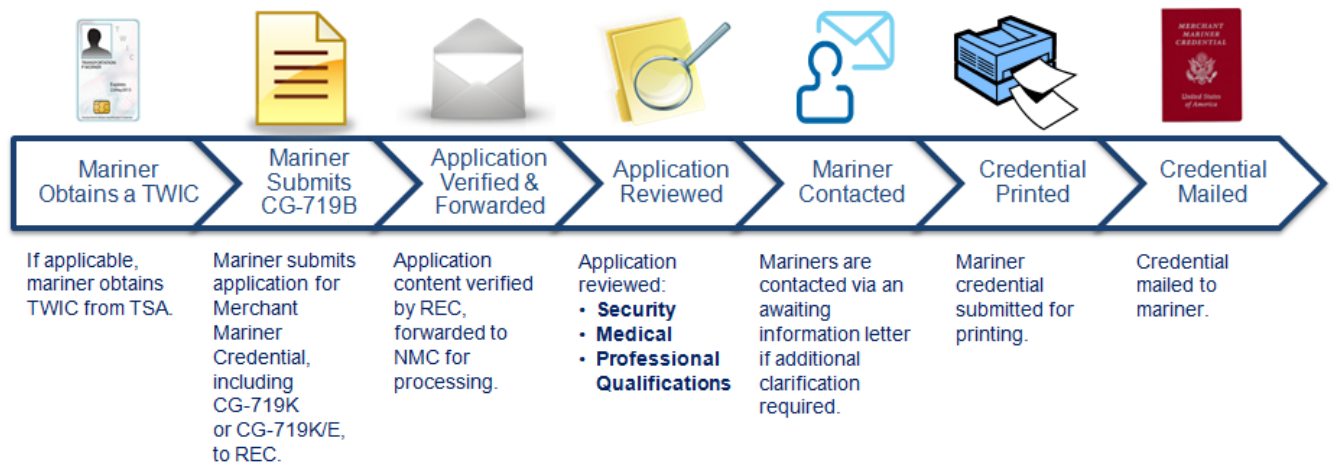 MERCHANT
MARINER
CREDENTIAL
United States
of America
Mariner
Obtains a TWIC
Mariner
Submits
CG-719B
Application
Verified &
Forwarded
Application
Reviewed
Mariner
Contacted
Credential
Printed
Credential
Mailed
If applicable,
mariner obtains
TWIC from TSA.
Mariner submits
application for
Merchant
Mariner
Credential,
including
CG-719K
or CG-719K/E,
to REC.
Application
content verified
by REC,
forwarded to
NMC for
processing.
Application
reviewed:
• Security
• Medical
• Professional
Qualifications
Mariners are
contacted via an
awaiting
information letter
if additional
clarification
required.
Mariner
credential
submitted for
printing.
Credential
mailed to
mariner.